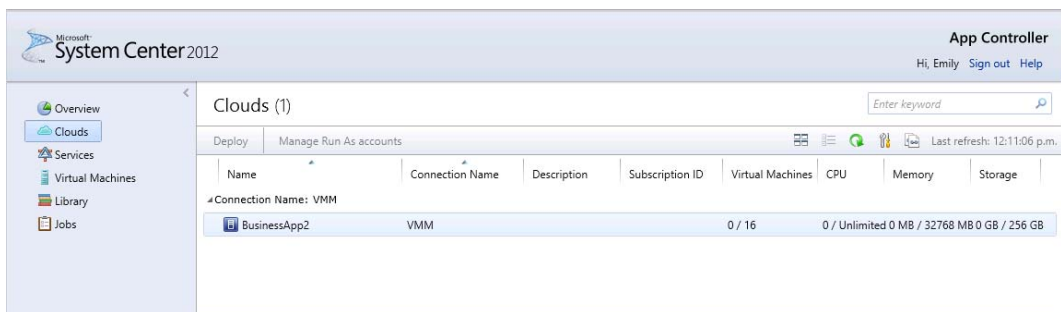 Microsoft
System Center 2012
App Controller
Hi, Emily Sign out Help
Overview
Clouds
Services
Virtual Machines
Library
Jobs
Clouds (1)
Enter keyword
Deploy Manage Run As accounts
Last refresh: 12:11:06 p.m.
Name Connection Name Description Subscription ID Virtual Machines CPU Memory Storage
Connection Name: VMM
BusinessApp2 VMM 0 / 16 0 / Unlimited 0 MB / 32768 MB 0 GB / 256 GB